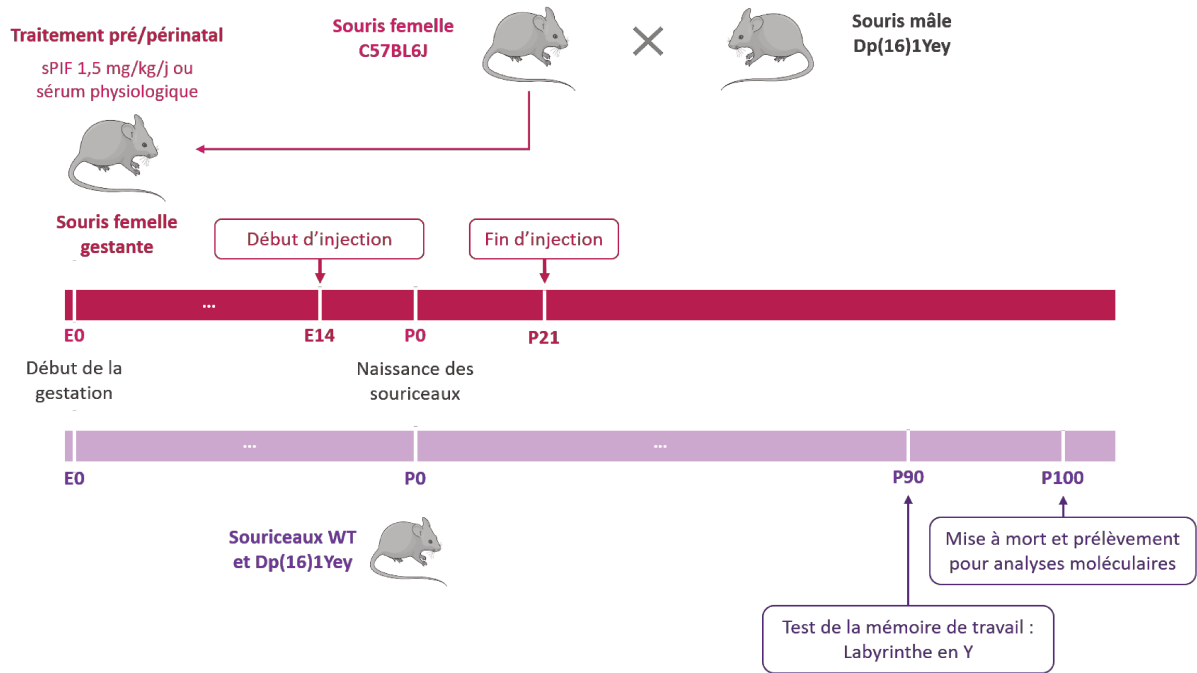 Traitement pré/périnatal
sPIF 1,5 mg/kg/j ou
sérum physiologique
Souris femelle
C57BL6J
Souris mâle
Dp(16)1Yey
Souris femelle
gestante
Début d'injection
Fin d'injection
...
E0
E14
P0
P21
Début de la
gestation
Naissance des
souriceaux
...
...
E0
P0
P90
P100
Souriceaux WT
et Dp(16)1Yey
Mise à mort et prélèvement
pour analyses moléculaires
Test de la mémoire de travail :
Labyrinthe en Y